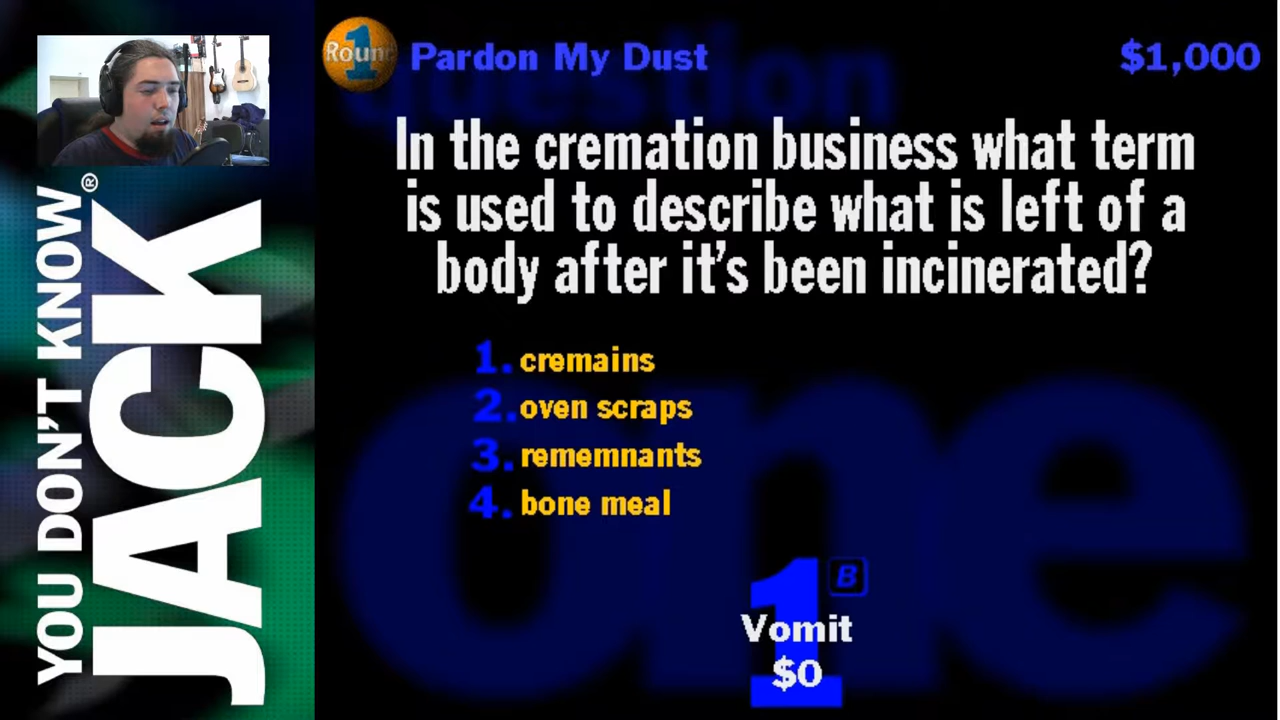 Round 1 Pardon My Dust $1,000
question
In the cremation business what term
is used to describe what is left of a
body after it's been incinerated?
1. cremains
2. oven scraps
3. rememnants
4. bone meal
one
1 B
Vomit
$0
YOU DON'T KNOW
JACK®